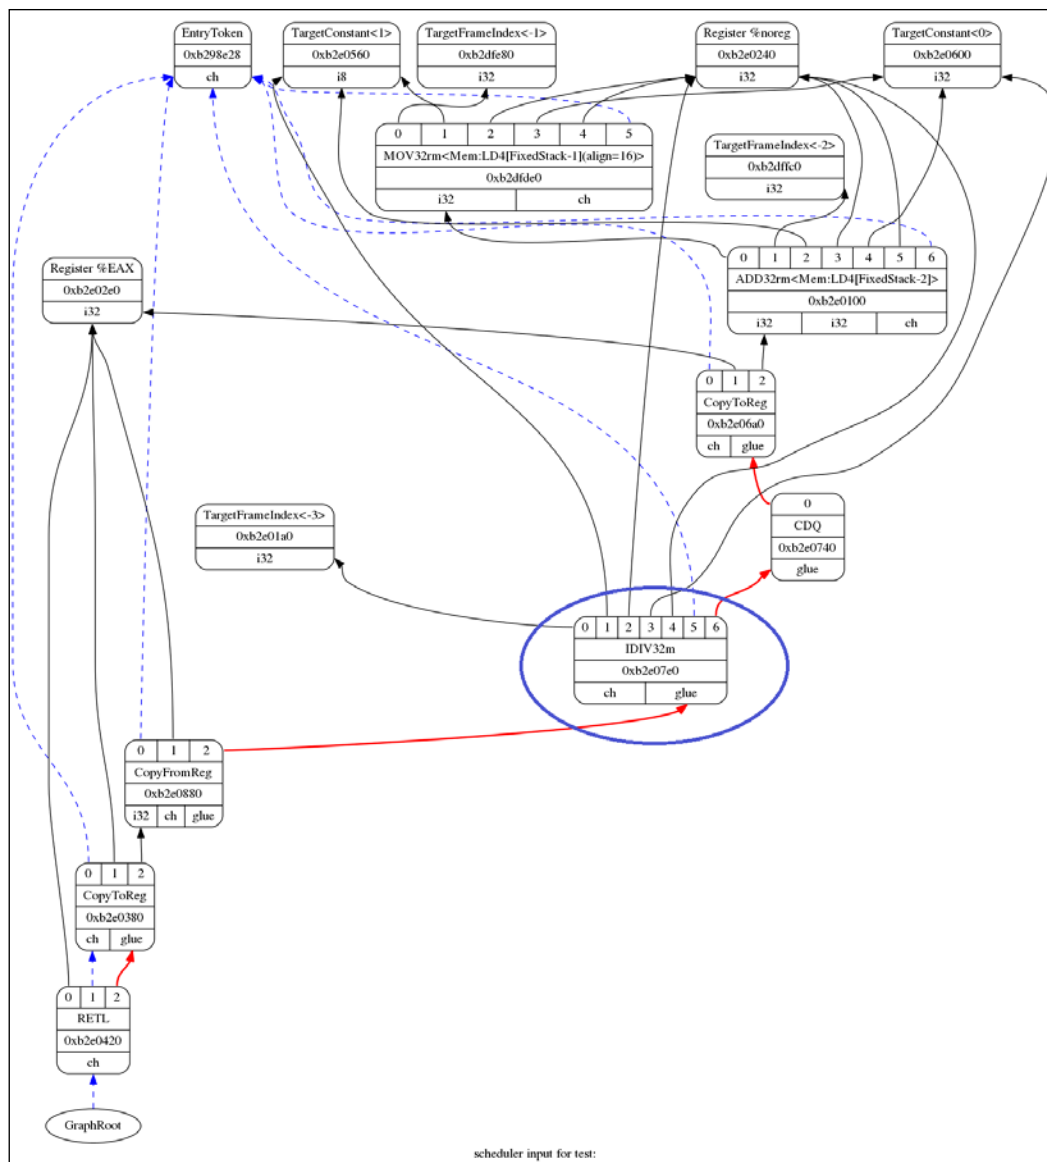 EntryToken
0xb298e28
ch
TargetConstant<1>
0xb2e0560
i8
TargetFrameIndex<-1>
0xb2dfe80
i32
Register %noreg
0xb2e0240
i32
TargetConstant<0>
0xb2e0600
i32
0 1 2 3 4 5
MOV32rm<Mem:LD4[FixedStack-1](align=16)>
0xb2dfde0
i32 ch
TargetFrameIndex<-2>
0xb2dffc0
i32
0 1 2 3 4 5 6
ADD32rm<Mem:LD4[FixedStack-2]>
0xb2e0100
i32 i32 ch
Register %EAX
0xb2e02e0
i32
0 1 2
CopyToReg
0xb2e06a0
ch glue
TargetFrameIndex<-3>
0xb2e01a0
i32
0
CDQ
0xb2e0740
glue
0 1 2 3 4 5 6
IDIV32m
0xb2e07e0
ch glue
0 1 2
CopyFromReg
0xb2e0880
i32 ch glue
0 1 2
CopyToReg
0xb2e0380
ch glue
0 1 2
RETL
0xb2e0420
ch
GraphRoot
scheduler input for test: